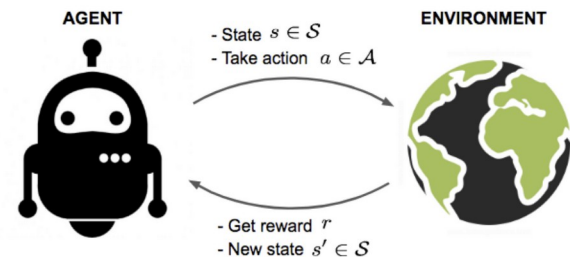 AGENT
ENVIRONMENT
- State s ∈ 𝒮
- Take action a ∈ 𝒜
- Get reward r
- New state s′ ∈ 𝒮